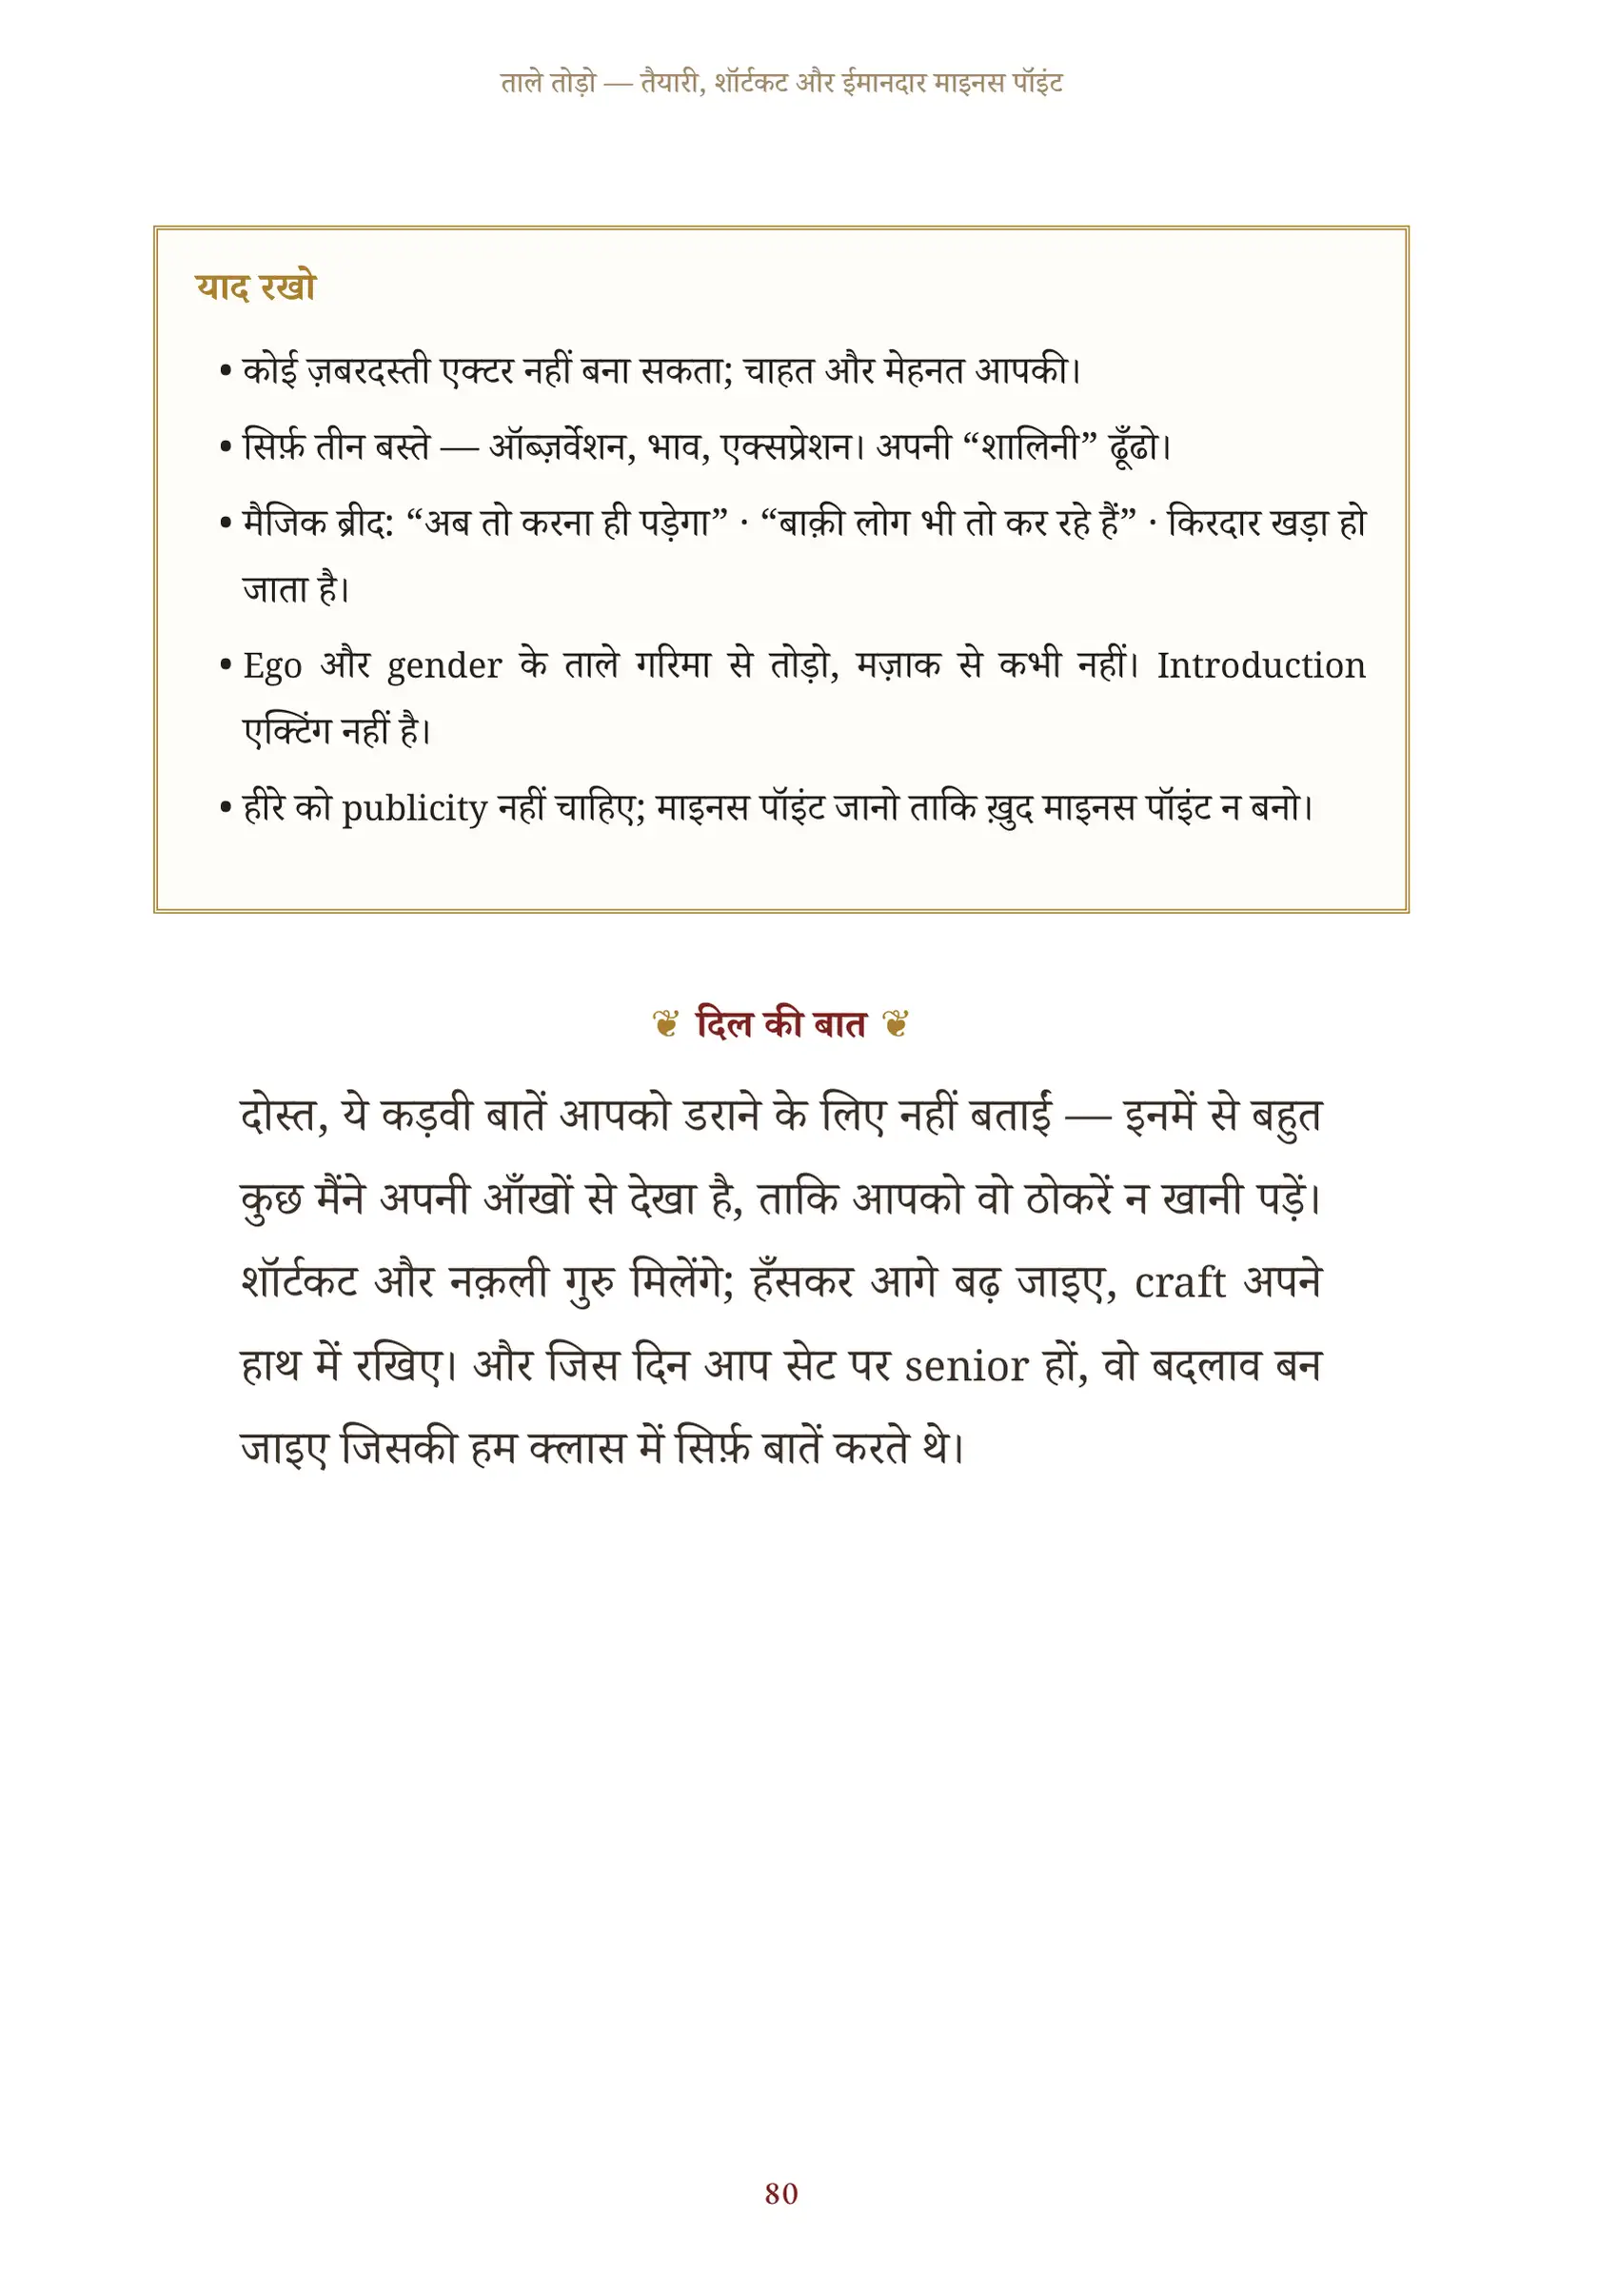 ताले तोड़ो — तैयारी, शॉर्टकट और ईमानदार माइनस पॉइंट
याद रखो
• कोई ज़बरदस्ती एक्टर नहीं बना सकता; चाहत और मेहनत आपकी।
• सिर्फ़ तीन बस्ते — ऑब्ज़र्वेशन, भाव, एक्सप्रेशन। अपनी “शालिनी” ढूँढो।
• मैजिक ब्रीद: “अब तो करना ही पड़ेगा” · “बाक़ी लोग भी तो कर रहे हैं” · किरदार खड़ा हो
जाता है।
• Ego और gender के ताले गरिमा से तोड़ो, मज़ाक से कभी नहीं। Introduction
एक्टिंग नहीं है।
• हीरे को publicity नहीं चाहिए; माइनस पॉइंट जानो ताकि ख़ुद माइनस पॉइंट न बनो।
❦ दिल की बात ❦
दोस्त, ये कड़वी बातें आपको डराने के लिए नहीं बताईं — इनमें से बहुत
कुछ मैंने अपनी आँखों से देखा है, ताकि आपको वो ठोकरें न खानी पड़ें।
शॉर्टकट और नक़ली गुरु मिलेंगे; हँसकर आगे बढ़ जाइए, craft अपने
हाथ में रखिए। और जिस दिन आप सेट पर senior हों, वो बदलाव बन
जाइए जिसकी हम क्लास में सिर्फ़ बातें करते थे।
80